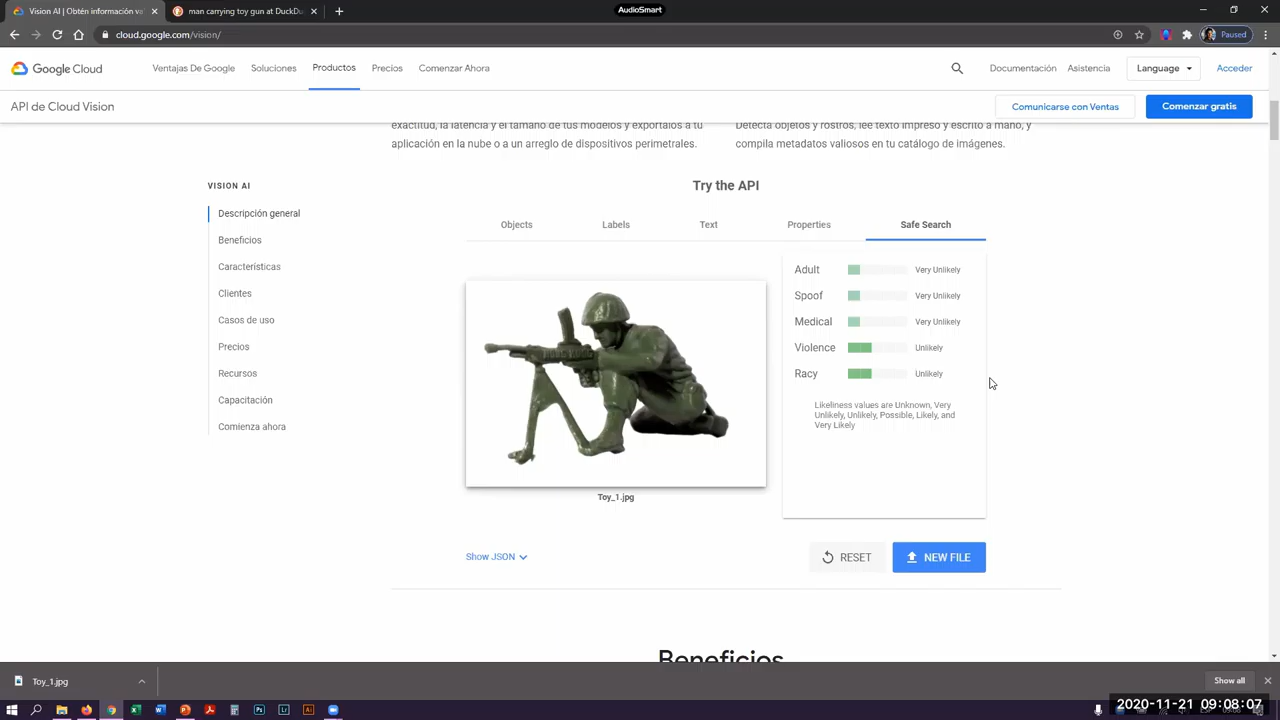 AudioSmart
Vision AI | Obtén información va
man carrying toy gun at DuckDu
cloud.google.com/vision/
Paused
Google Cloud
Ventajas De Google
Soluciones
Productos
Precios
Comenzar Ahora
Documentación
Asistencia
Language
Acceder
API de Cloud Vision
Comunicarse con Ventas
Comenzar gratis
exactitud, la latencia y el tamaño de tus modelos y expórtalos a tu
aplicación en la nube o a un arreglo de dispositivos perimetrales.
Detecta objetos y rostros, lee texto impreso y escrito a mano, y
compila metadatos valiosos en tu catálogo de imágenes.
VISION AI
Descripción general
Beneficios
Características
Clientes
Casos de uso
Precios
Recursos
Capacitación
Comienza ahora
Try the API
Objects
Labels
Text
Properties
Safe Search
Adult Very Unlikely
Spoof Very Unlikely
Medical Very Unlikely
Violence Unlikely
Racy Unlikely
Likeliness values are Unknown, Very
Unlikely, Unlikely, Possible, Likely, and
Very Likely
Toy_1.jpg
Show JSON
RESET
NEW FILE
Beneficios
Toy_1.jpg
Show all
2020-11-21 09:08:07